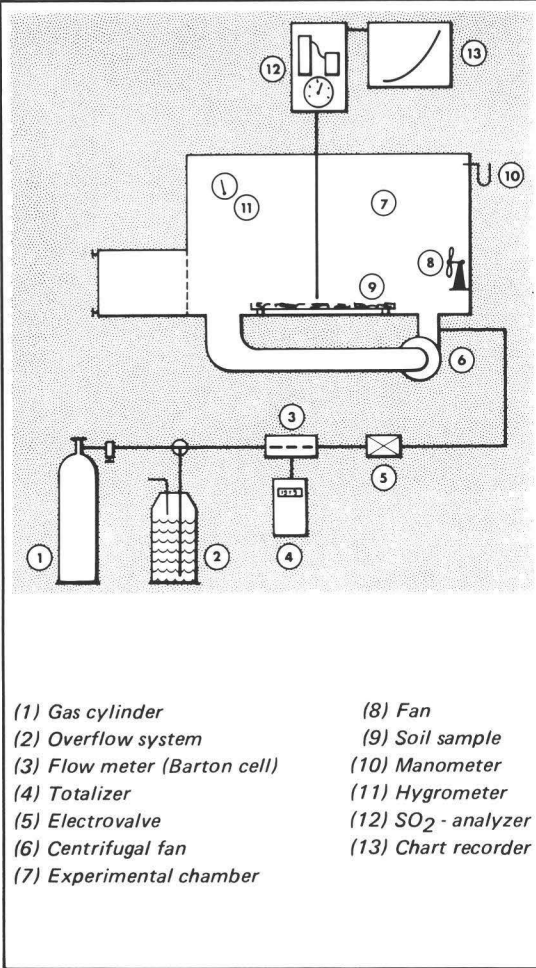 12
13
11
7
10
8
9
6
3
5
1
2
4
(1) Gas cylinder
(2) Overflow system
(3) Flow meter (Barton cell)
(4) Totalizer
(5) Electrovalve
(6) Centrifugal fan
(7) Experimental chamber
(8) Fan
(9) Soil sample
(10) Manometer
(11) Hygrometer
(12) SO2 - analyzer
(13) Chart recorder